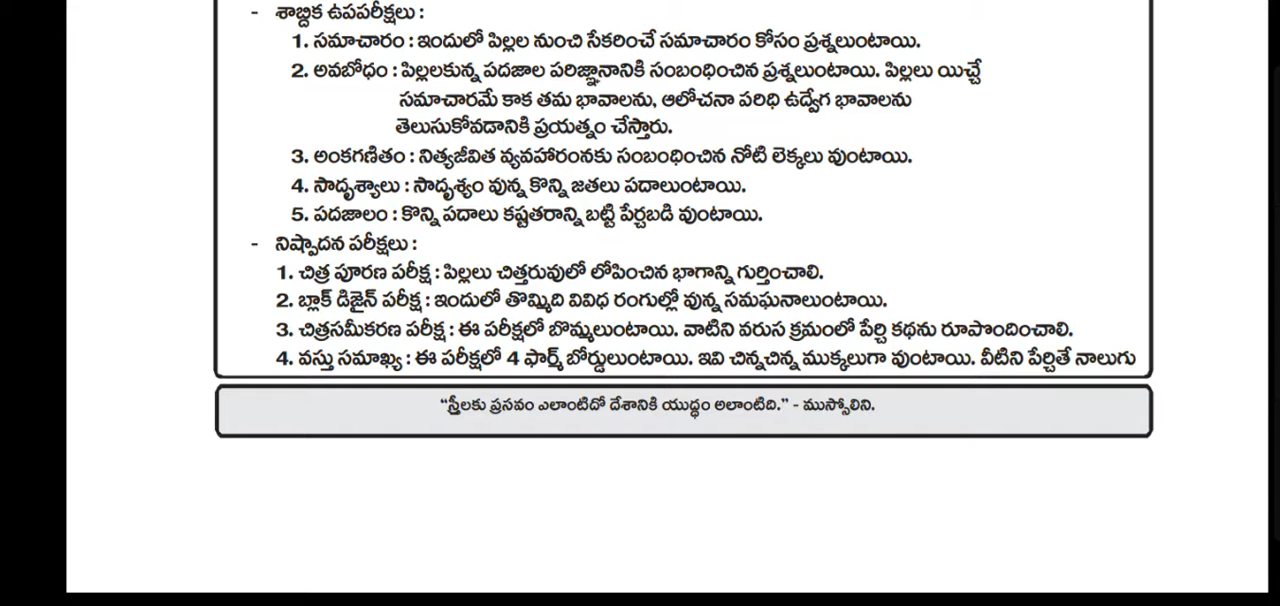 - శాబ్దిక ఉపపరీక్షలు :
1. సమాచారం : ఇందులో పిల్లల నుంచి సేకరించే సమాచారం కోసం ప్రశ్నలుంటాయి.
2. అవబోధం : పిల్లలకున్న పదజాల పరిజ్ఞానానికి సంబంధించిన ప్రశ్నలుంటాయి. పిల్లలు యిచ్చే
సమాచారమే కాక తమ భావాలను, ఆలోచనా పరిధి ఉద్వేగ భావాలను
తెలుసుకోవడానికి ప్రయత్నం చేస్తారు.
3. అంకగణితం : నిత్యజీవిత వ్యవహారంనకు సంబంధించిన నోటి లెక్కలు వుంటాయి.
4. సాదృశ్యాలు : సాదృశ్యం వున్న కొన్ని జతలు పదాలుంటాయి.
5. పదజాలం : కొన్ని పదాలు కష్టతరాన్ని బట్టి పేర్చబడి వుంటాయి.
- నిష్పాదన పరీక్షలు :
1. చిత్ర పూరణ పరీక్ష : పిల్లలు చిత్తరువులో లోపించిన భాగాన్ని గుర్తించాలి.
2. బ్లాక్ డిజైన్ పరీక్ష : ఇందులో తొమ్మిది వివిధ రంగుల్లో వున్న సమఘనాలుంటాయి.
3. చిత్రసమీకరణ పరీక్ష : ఈ పరీక్షలో బొమ్మలుంటాయి. వాటిని వరుస క్రమంలో పేర్చి కథను రూపొందించాలి.
4. వస్తు సమాఖ్య : ఈ పరీక్షలో 4 ఫార్మ్ బోర్డులుంటాయి. ఇవి చిన్నచిన్న ముక్కలుగా వుంటాయి. వీటిని పేర్చితే నాలుగు
“స్త్రీలకు ప్రసవం ఎలాంటిదో దేశానికి యుద్ధం అలాంటిది.” - ముస్సోలిని.